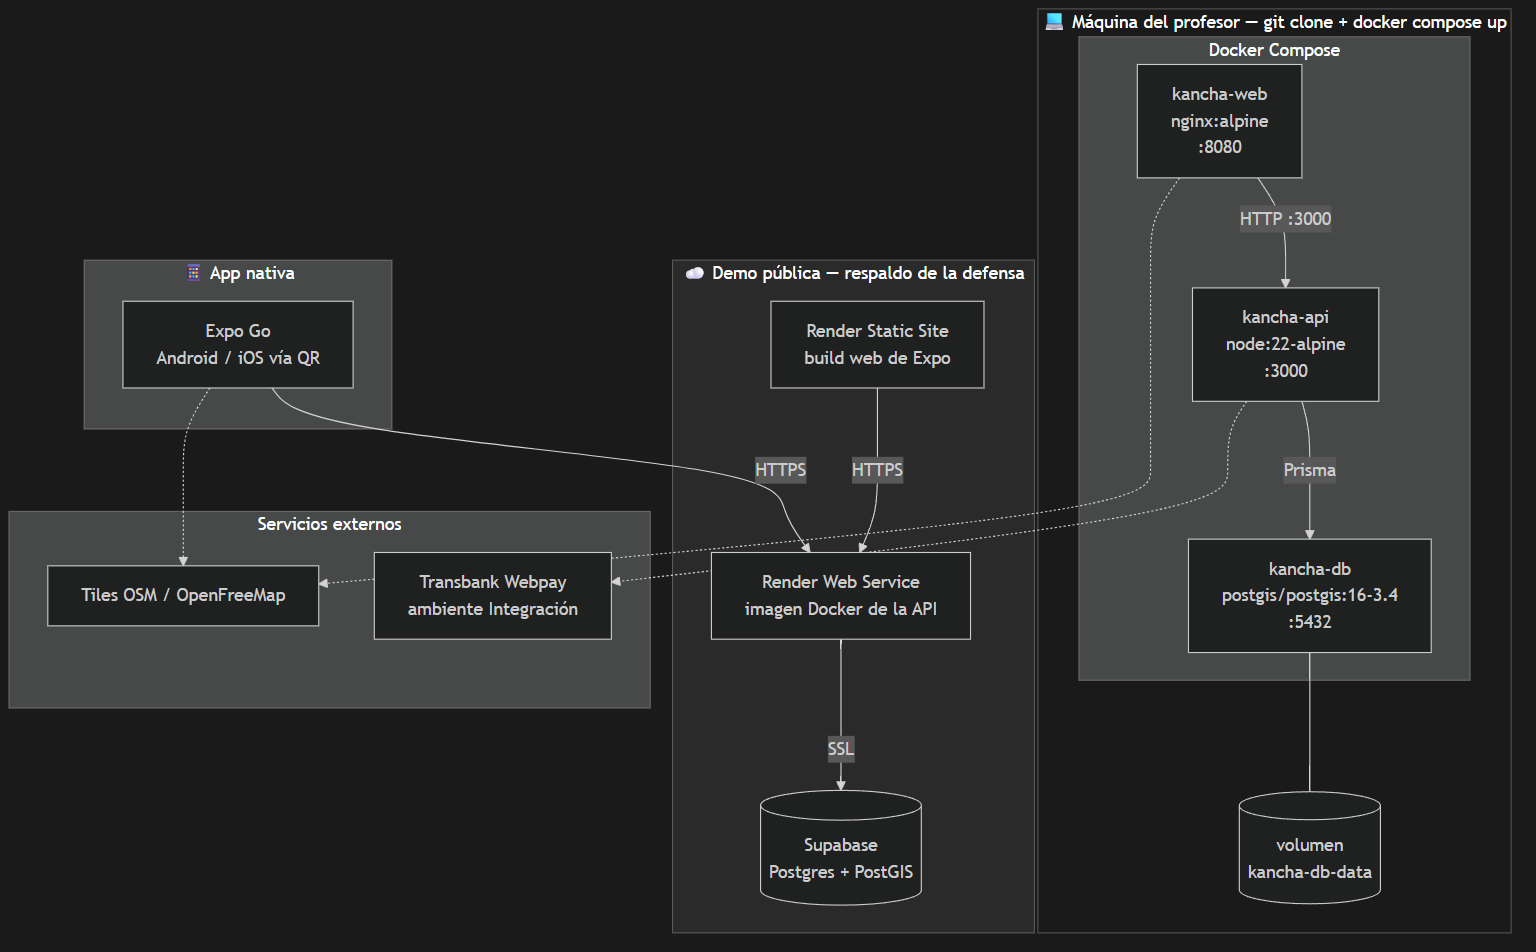 Máquina del profesor — git clone + docker compose up
Docker Compose
kancha-web
nginx:alpine
:8080
HTTP :3000
App nativa
Expo Go
Android / iOS vía QR
Demo pública — respaldo de la defensa
Render Static Site
build web de Expo
kancha-api
node:22-alpine
:3000
HTTPS
HTTPS
Prisma
Servicios externos
Tiles OSM / OpenFreeMap
Transbank Webpay
ambiente Integración
Render Web Service
imagen Docker de la API
kancha-db
postgis/postgis:16-3.4
:5432
SSL
Supabase
Postgres + PostGIS
volumen
kancha-db-data